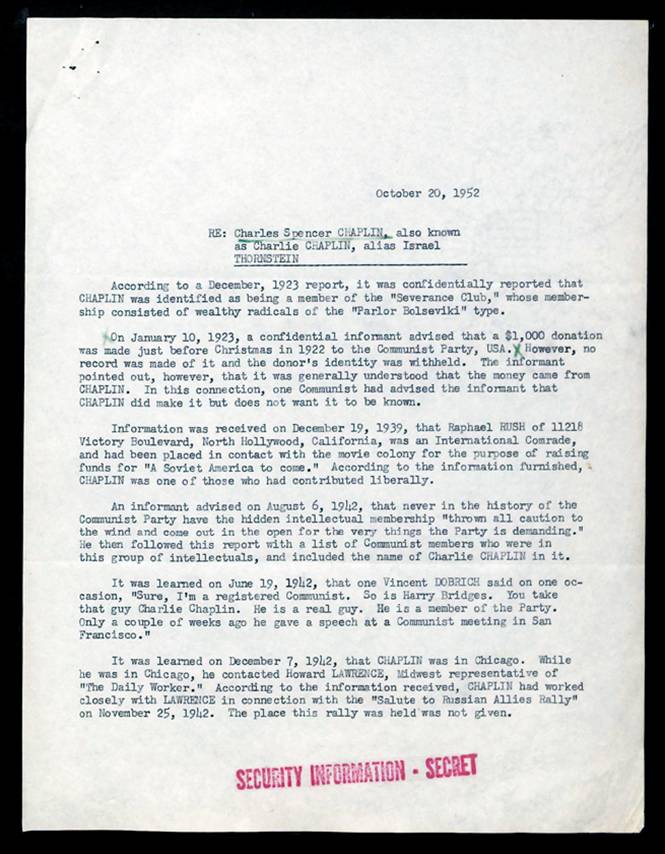 October 20, 1952
RE: Charles Spencer CHAPLIN, also known
as Charlie CHAPLIN, alias Israel
THORNSTEIN
According to a December, 1923 report, it was confidentially reported that
CHAPLIN was identified as being a member of the "Severance Club," whose member-
ship consisted of wealthy radicals of the "Parlor Bolseviki" type.
On January 10, 1923, a confidential informant advised that a $1,000 donation
was made just before Christmas in 1922 to the Communist Party, USA. However, no
record was made of it and the donor's identity was withheld. The informant
pointed out, however, that it was generally understood that the money came from
CHAPLIN. In this connection, one Communist had advised the informant that
CHAPLIN did make it but does not want it to be known.
Information was received on December 19, 1939, that Raphael RUSH of 11218
Victory Boulevard, North Hollywood, California, was an International Comrade,
and had been placed in contact with the movie colony for the purpose of raising
funds for "A Soviet America to come." According to the information furnished,
CHAPLIN was one of those who had contributed liberally.
An informant advised on August 6, 1942, that never in the history of the
Communist Party have the hidden intellectual membership "thrown all caution to
the wind and come out in the open for the very things the Party is demanding."
He then followed this report with a list of Communist members who were in
this group of intellectuals, and included the name of Charlie CHAPLIN in it.
It was learned on June 19, 1942, that one Vincent DOBRICH said on one oc-
casion, "Sure, I'm a registered Communist. So is Harry Bridges. You take
that guy Charlie Chaplin. He is a real guy. He is a member of the Party.
Only a couple of weeks ago he gave a speech at a Communist meeting in San
Francisco."
It was learned on December 7, 1942, that CHAPLIN was in Chicago. While
he was in Chicago, he contacted Howard LAWRENCE, Midwest representative of
"The Daily Worker." According to the information received, CHAPLIN had worked
closely with LAWRENCE in connection with the "Salute to Russian Allies Rally"
on November 25, 1942. The place this rally was held was not given.
SECURITY INFORMATION - SECRET